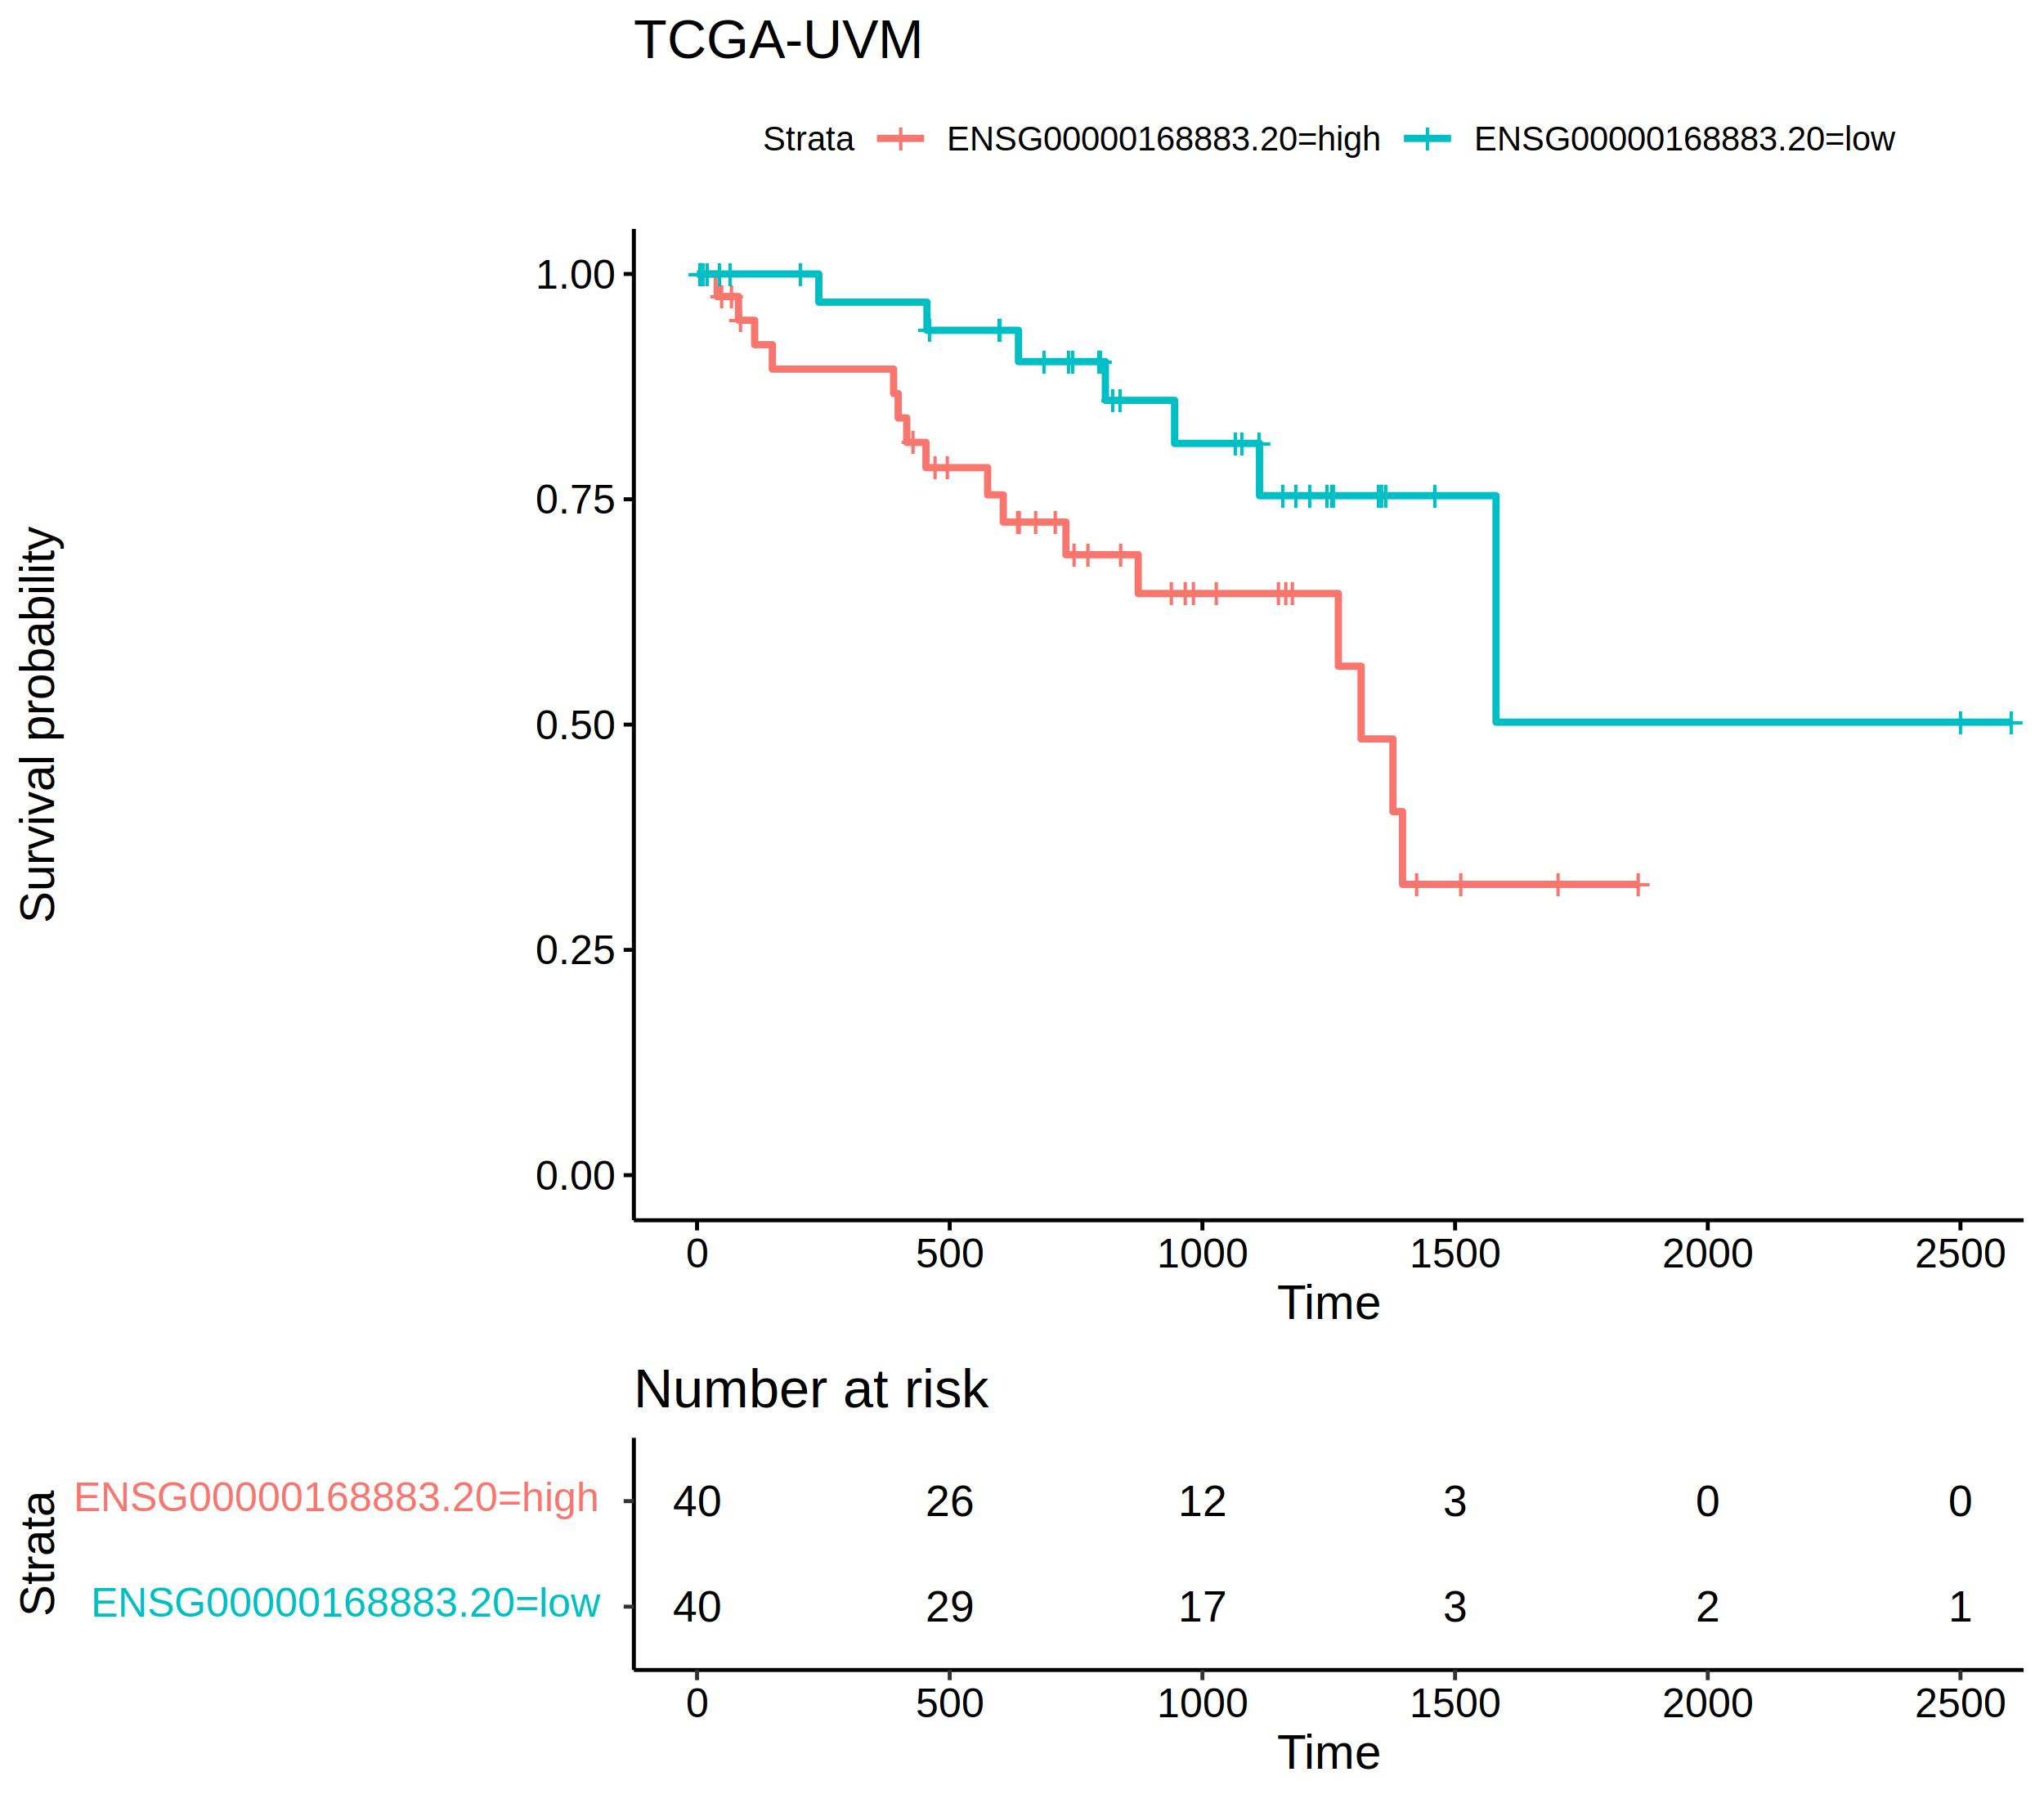 TCGA-UVM
Strata ENSG00000168883.20=high ENSG00000168883.20=low
Survival probability
1.00
0.75
0.50
0.25
0.00
0 500 1000 1500 2000 2500
Time
Number at risk
Strata
ENSG00000168883.20=high 40 26 12 3 0 0
ENSG00000168883.20=low 40 29 17 3 2 1
0 500 1000 1500 2000 2500
Time